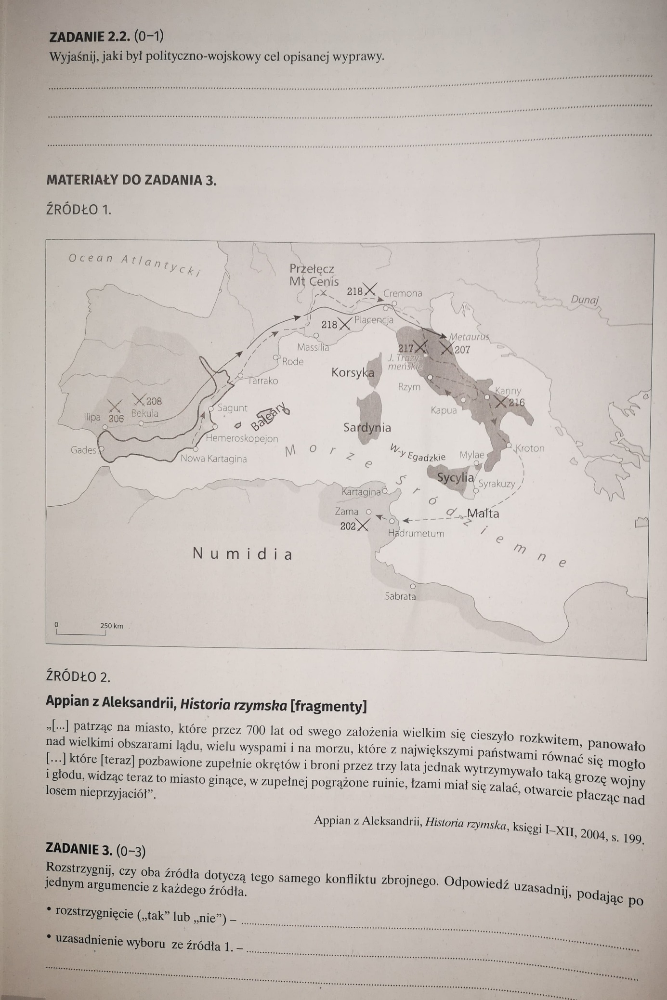 ZADANIE 2.2. (0–1)
Wyjaśnij, jaki był polityczno-wojskowy cel opisanej wyprawy.
MATERIAŁY DO ZADANIA 3.
ŹRÓDŁO 1.
Ocean Atlantycki
Przełęcz
Mt Cenis
218
Cremona
Dunaj
218
Placencja
Massilia
Metaurus
217
207
J. Trazy-
meńskie
Rode
Korsyka
Tarrako
Rzym
Kanny
216
208
Bekula
ilipa
206
Sagunt
Baleary
Kapua
Sardynia
Hemeroskopejon
Gades
Nowa Kartagina
Morze Śródziemne
W-y Egadzkie
Mylae
Kroton
Sycylia
Syrakuzy
Kartagina
Zama
202
Malta
Hadrumetum
Numidia
Sabrata
0
250 km
ŹRÓDŁO 2.
Appian z Aleksandrii, Historia rzymska [fragmenty]
„[...] patrząc na miasto, które przez 700 lat od swego założenia wielkim się cieszyło rozkwitem, panowało
nad wielkimi obszarami lądu, wielu wyspami i na morzu, które z największymi państwami równać się mogło
[…] które [teraz] pozbawione zupełnie okrętów i broni przez trzy lata jednak wytrzymywało taką grozę wojny
i głodu, widząc teraz to miasto ginące, w zupełnej pogrążone ruinie, łzami miał się zalać, otwarcie płacząc nad
losem nieprzyjaciół”.
Appian z Aleksandrii, Historia rzymska, księgi I–XII, 2004, s. 199.
ZADANIE 3. (0–3)
Rozstrzygnij, czy oba źródła dotyczą tego samego konfliktu zbrojnego. Odpowiedź uzasadnij, podając po
jednym argumencie z każdego źródła.
• rozstrzygnięcie („tak” lub „nie”) –
• uzasadnienie wyboru ze źródła 1. –